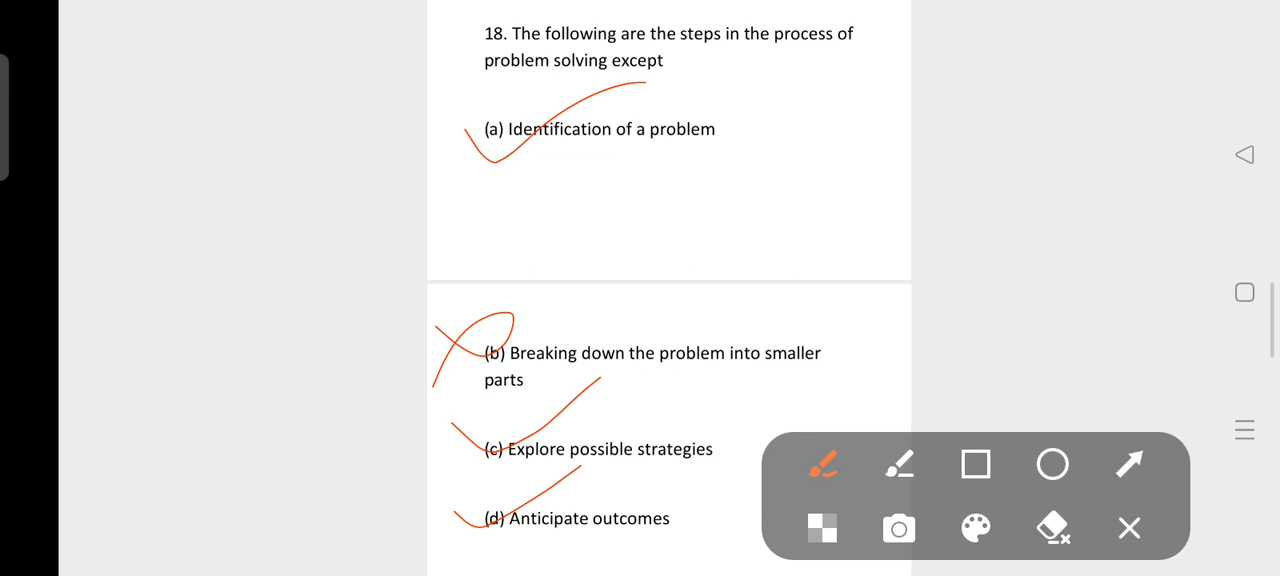 18. The following are the steps in the process of
problem solving except
(a) Identification of a problem
(b) Breaking down the problem into smaller
parts
(c) Explore possible strategies
(d) Anticipate outcomes